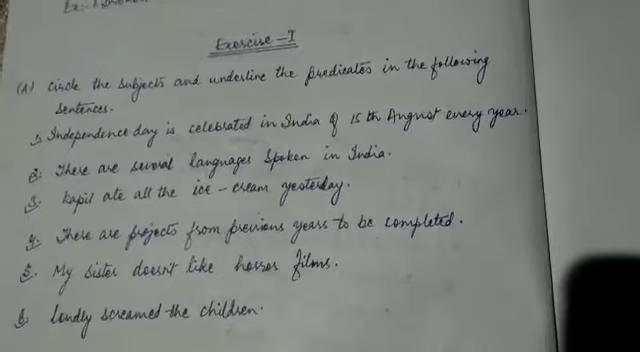 Exercise - I
(A) Circle the subjects and underline the predicates in the following
sentences.
1. Independence day is celebrated in India of 15 th August every year.
2. There are several languages spoken in India.
3. Kapil ate all the ice - cream yesterday.
4. There are projects from previous years to be completed.
5. My sister doesn't like horror films.
6. loudly screamed the children.